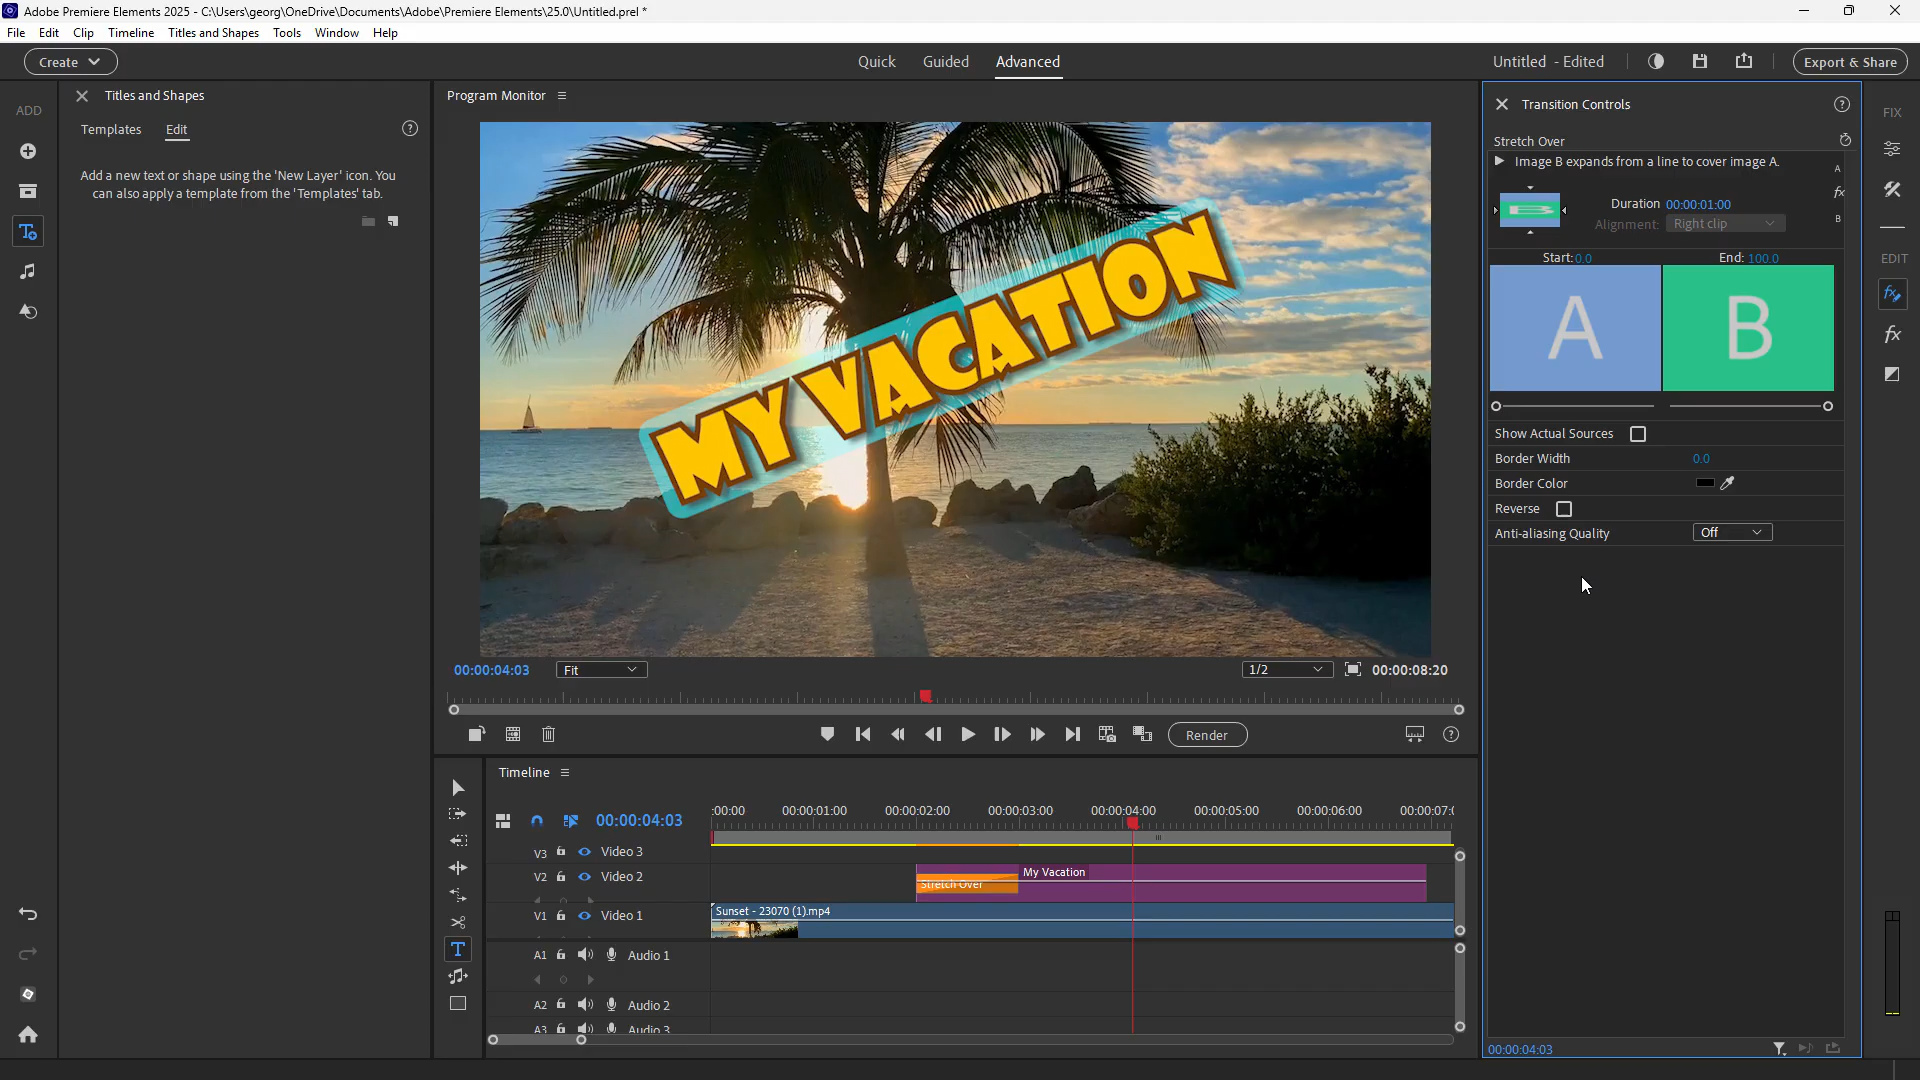 Adobe Premiere Elements 2025 - C:\Users\georg\OneDrive\Documents\Adobe\Premiere Elements\25.0\Untitled.prel *
File Edit Clip Timeline Titles and Shapes Tools Window Help
Create
Quick Guided Advanced
Untitled - Edited
Export & Share
ADD
Titles and Shapes
Templates Edit
Add a new text or shape using the 'New Layer' icon. You
can also apply a template from the 'Templates' tab.
Program Monitor
MY VACATION
00:00:04:03
Fit
1/2
00:00:08:20
Render
Timeline
00:00:04:03
:00:00 00:00:01:00 00:00:02:00 00:00:03:00 00:00:04:00 00:00:05:00 00:00:06:00 00:00:07:0
V3 Video 3
V2 Video 2
Stretch Over
My Vacation
V1 Video 1
Sunset - 23070 (1).mp4
A1 Audio 1
A2 Audio 2
A3 Audio 3
Transition Controls
Stretch Over
Image B expands from a line to cover image A.
A
fx
B
B
Duration 00:00:01:00
Alignment: Right clip
Start: 0.0 End: 100.0
A B
Show Actual Sources
Border Width 0.0
Border Color
Reverse
Anti-aliasing Quality Off
00:00:04:03
FIX
EDIT
fx